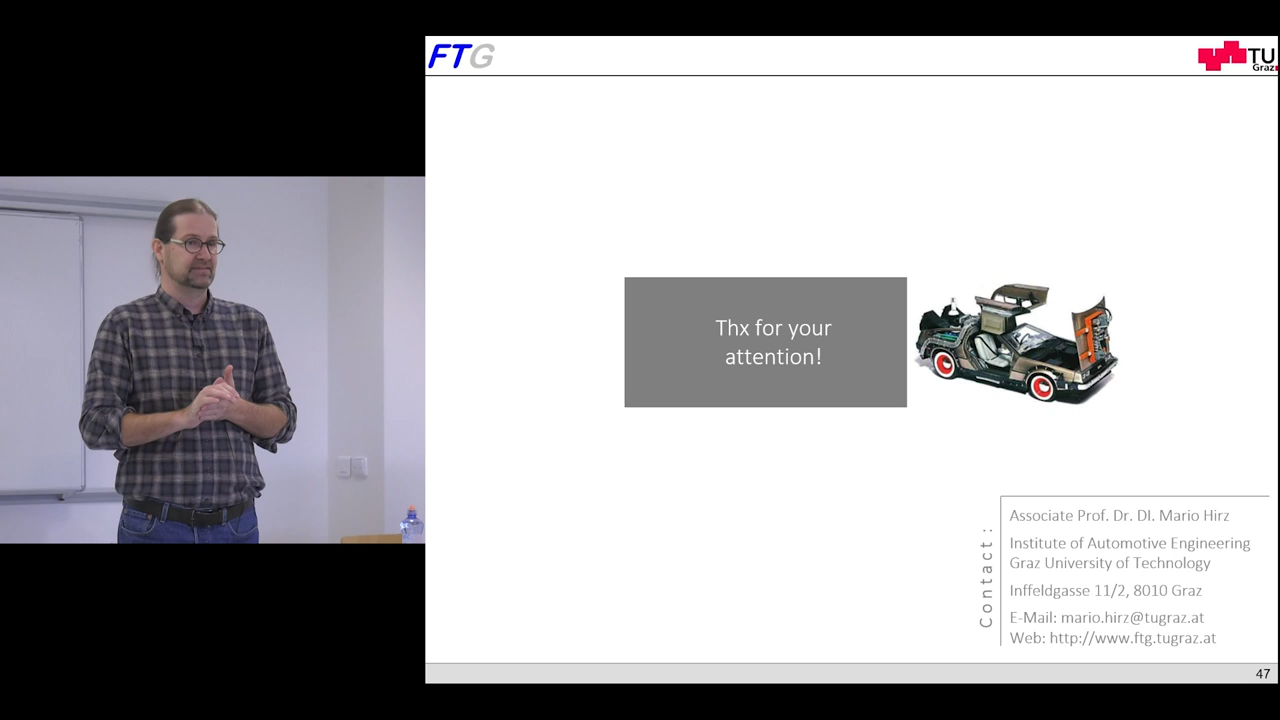 FTG
TU
Graz
Thx for your
attention!
Contact:
Associate Prof. Dr. DI. Mario Hirz
Institute of Automotive Engineering
Graz University of Technology
Inffeldgasse 11/2, 8010 Graz
E-Mail: mario.hirz@tugraz.at
Web: http://www.ftg.tugraz.at
47